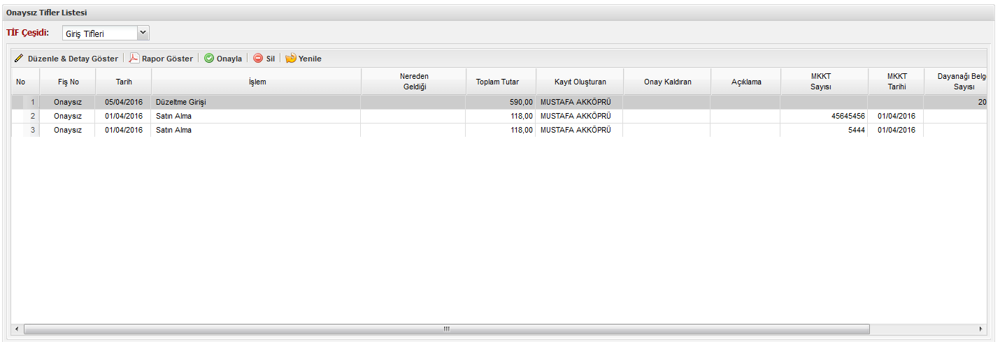 Onaysız Tifler Listesi
TİF Çeşidi: Giriş Tifleri
Düzenle & Detay Göster Rapor Göster Onayla Sil Yenile
No Fiş No Tarih İşlem Nereden Geldiği Toplam Tutar Kayıt Oluşturan Onay Kaldıran Açıklama MKKT Sayısı MKKT Tarihi Dayanağı Belg Sayısı
1 Onaysız 05/04/2016 Düzeltme Girişi 590,00 MUSTAFA AKKÖPRÜ 20
2 Onaysız 01/04/2016 Satın Alma 118,00 MUSTAFA AKKÖPRÜ 45645456 01/04/2016
3 Onaysız 01/04/2016 Satın Alma 118,00 MUSTAFA AKKÖPRÜ 5444 01/04/2016